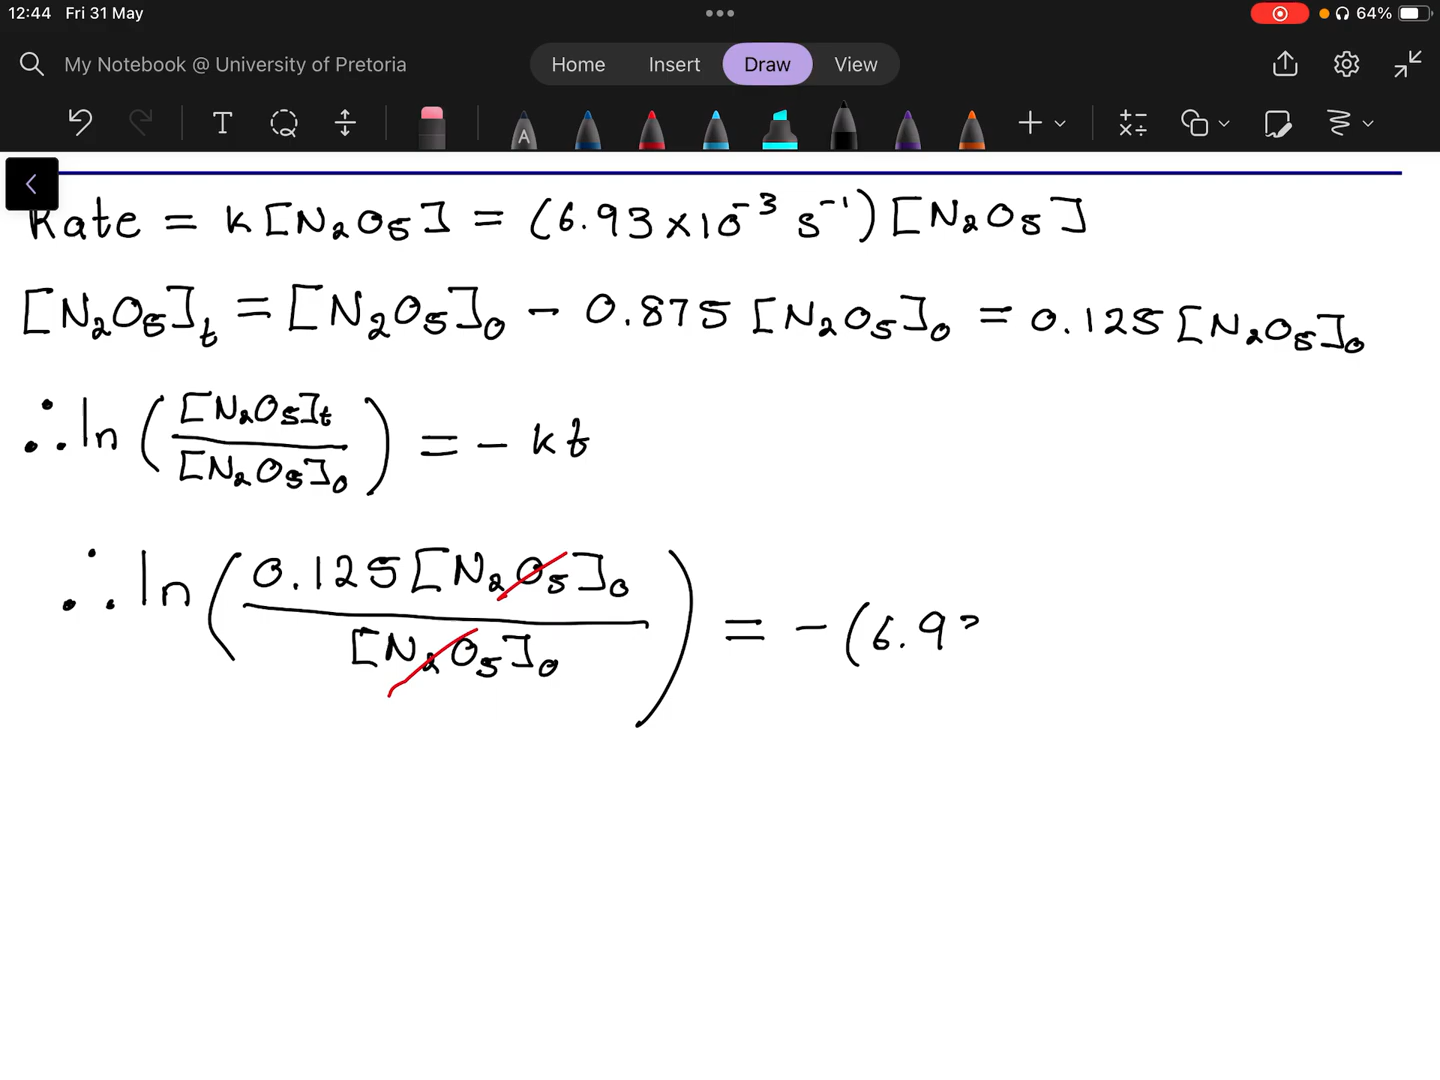 12:44 Fri 31 May 64%
My Notebook @ University of Pretoria Home Insert Draw View
T A
Rate = k[N₂O₅] = (6.93 x 10⁻³ s⁻¹)[N₂O₅]
[N₂O₅]ₜ = [N₂O₅]₀ - 0.875 [N₂O₅]₀ = 0.125 [N₂O₅]₀
∴ ln ([N₂O₅]ₜ / [N₂O₅]₀) = - kt
∴ ln (0.125 [N₂O₅]₀ / [N₂O₅]₀) = - (6.9